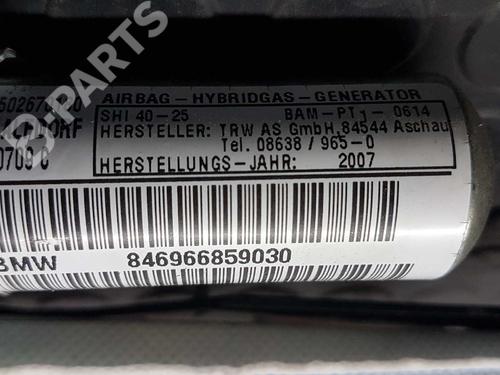 B-PARTS
AIRBAG-HYBRIDGAS-GENERATOR
SHI 40-25 BAM-PT1-0614
HERSTELLER: TRW AS GmbH, 84544 Aschau
Tel. 08638 / 965-0
HERSTELLUNGS-JAHR: 2007
BMW 846966859030